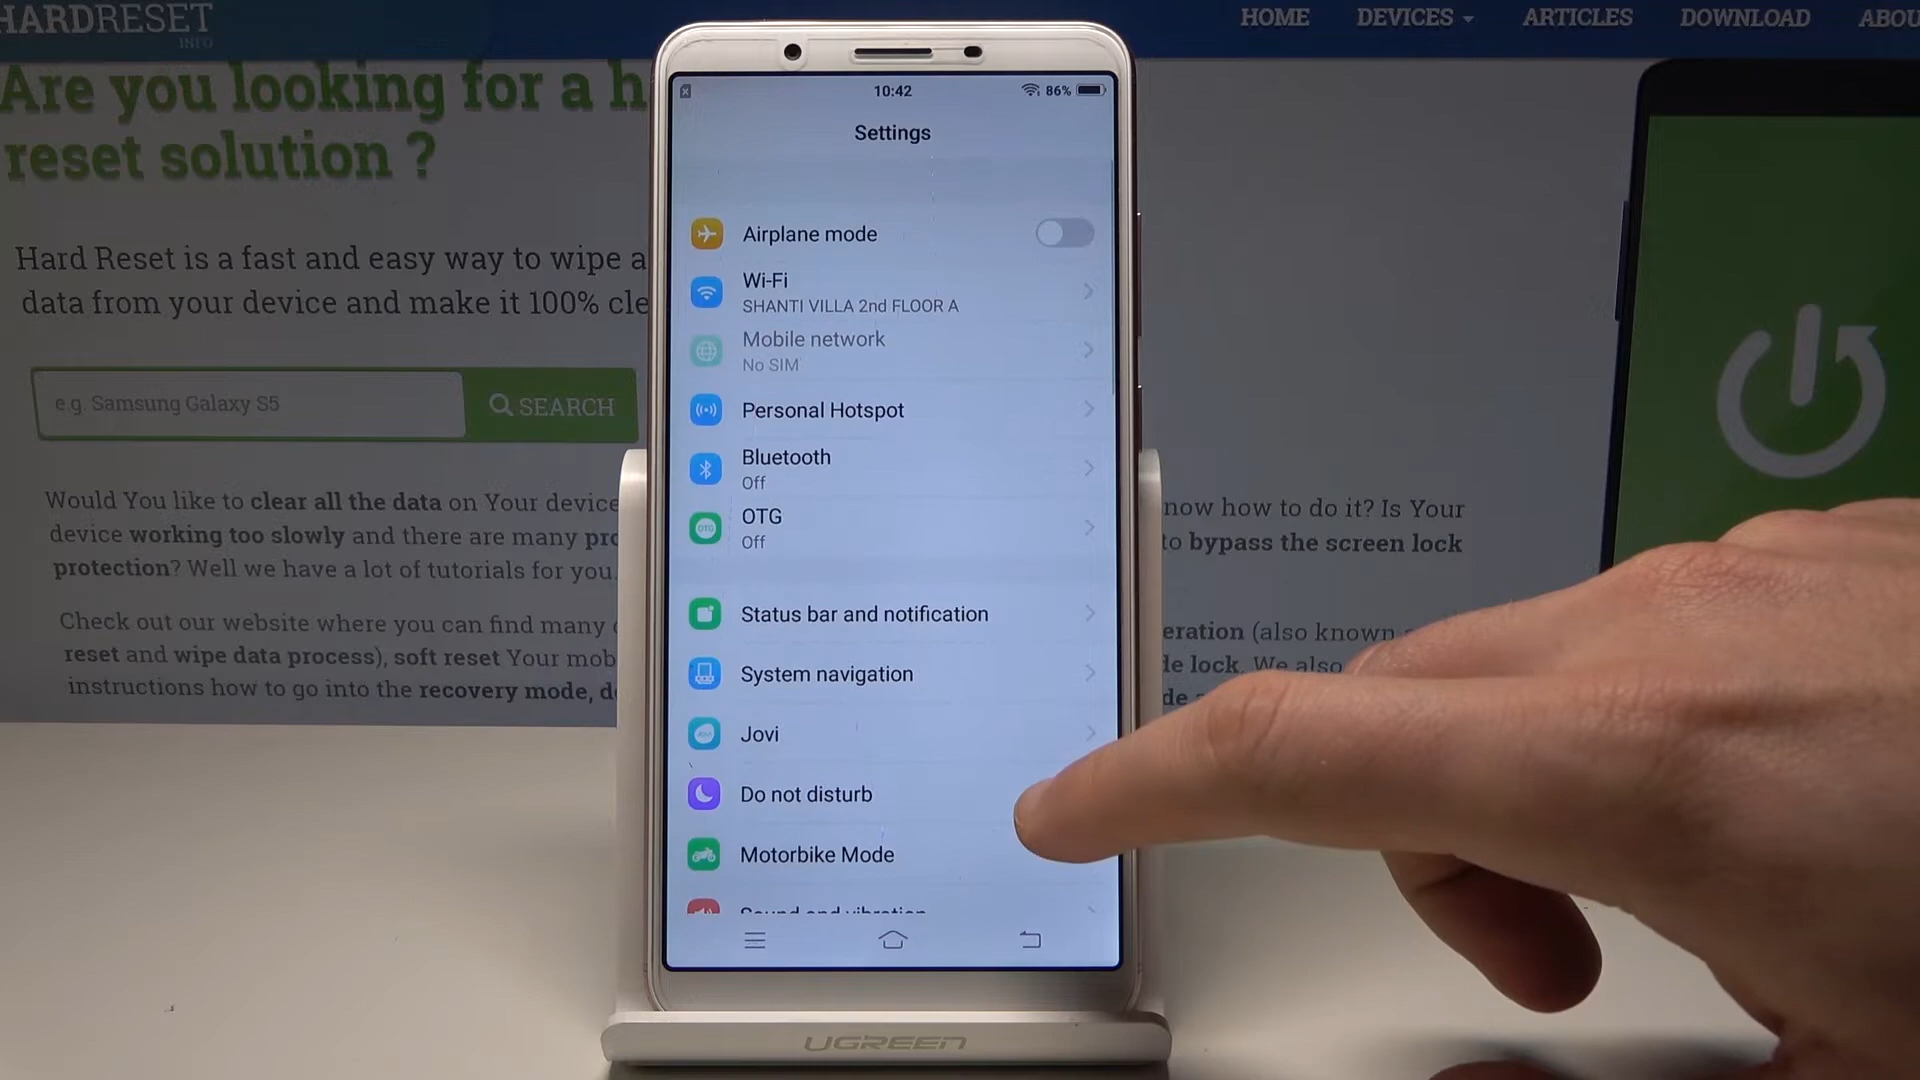 HARDRESET
INFO
HOME DEVICES ARTICLES DOWNLOAD ABOU
Are you looking for a h
reset solution ?
Hard Reset is a fast and easy way to wipe a
data from your device and make it 100% cle
e.g. Samsung Galaxy S5
SEARCH
Would You like to clear all the data on Your device
device working too slowly and there are many pro
protection? Well we have a lot of tutorials for you.
Check out our website where you can find many
reset and wipe data process), soft reset Your mob
instructions how to go into the recovery mode, d
now how to do it? Is Your
to bypass the screen lock
eration (also known
de lock. We also
de
10:42
86%
Settings
Airplane mode
Wi-Fi
SHANTI VILLA 2nd FLOOR A
Mobile network
No SIM
Personal Hotspot
Bluetooth
Off
OTG
OTG
Off
Status bar and notification
System navigation
Jovi
Do not disturb
Motorbike Mode
Sound and vibration
UGREEN